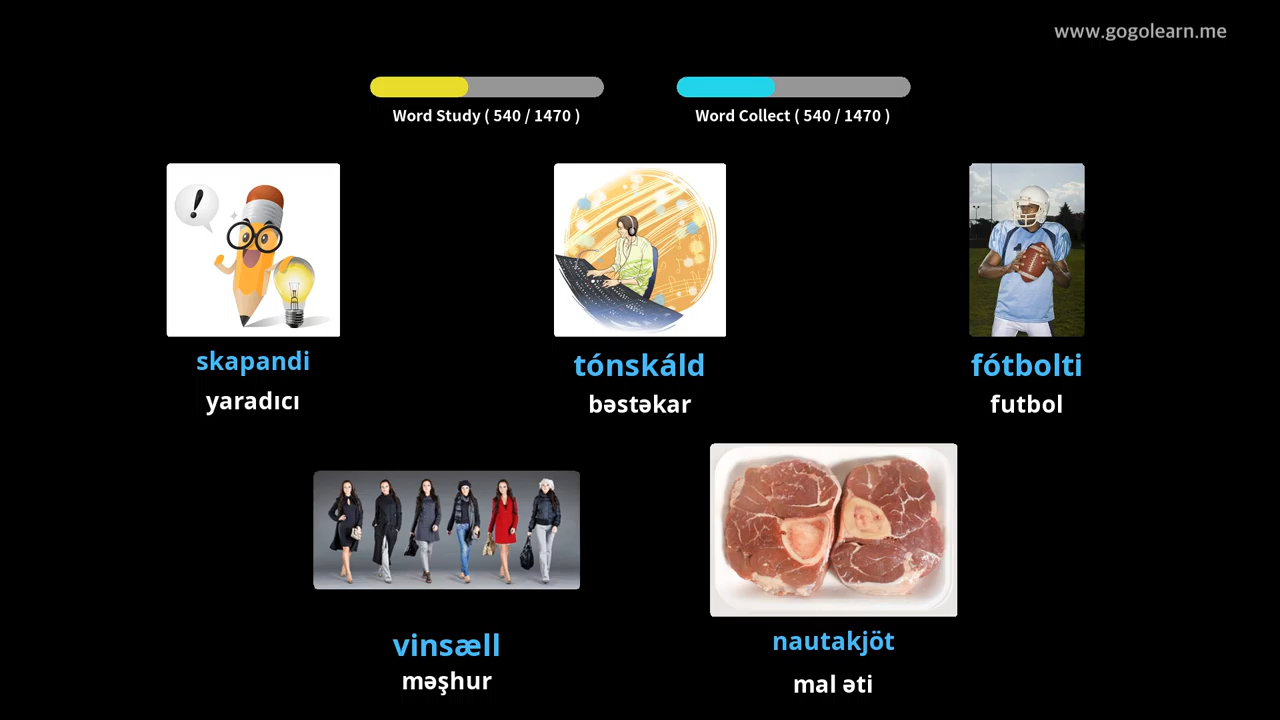 www.gogolearn.me
Word Study ( 540 / 1470 )
Word Collect ( 540 / 1470 )
skapandi
yaradıcı
tónskáld
bəstəkar
fótbolti
futbol
vinsæll
məşhur
nautakjöt
mal əti